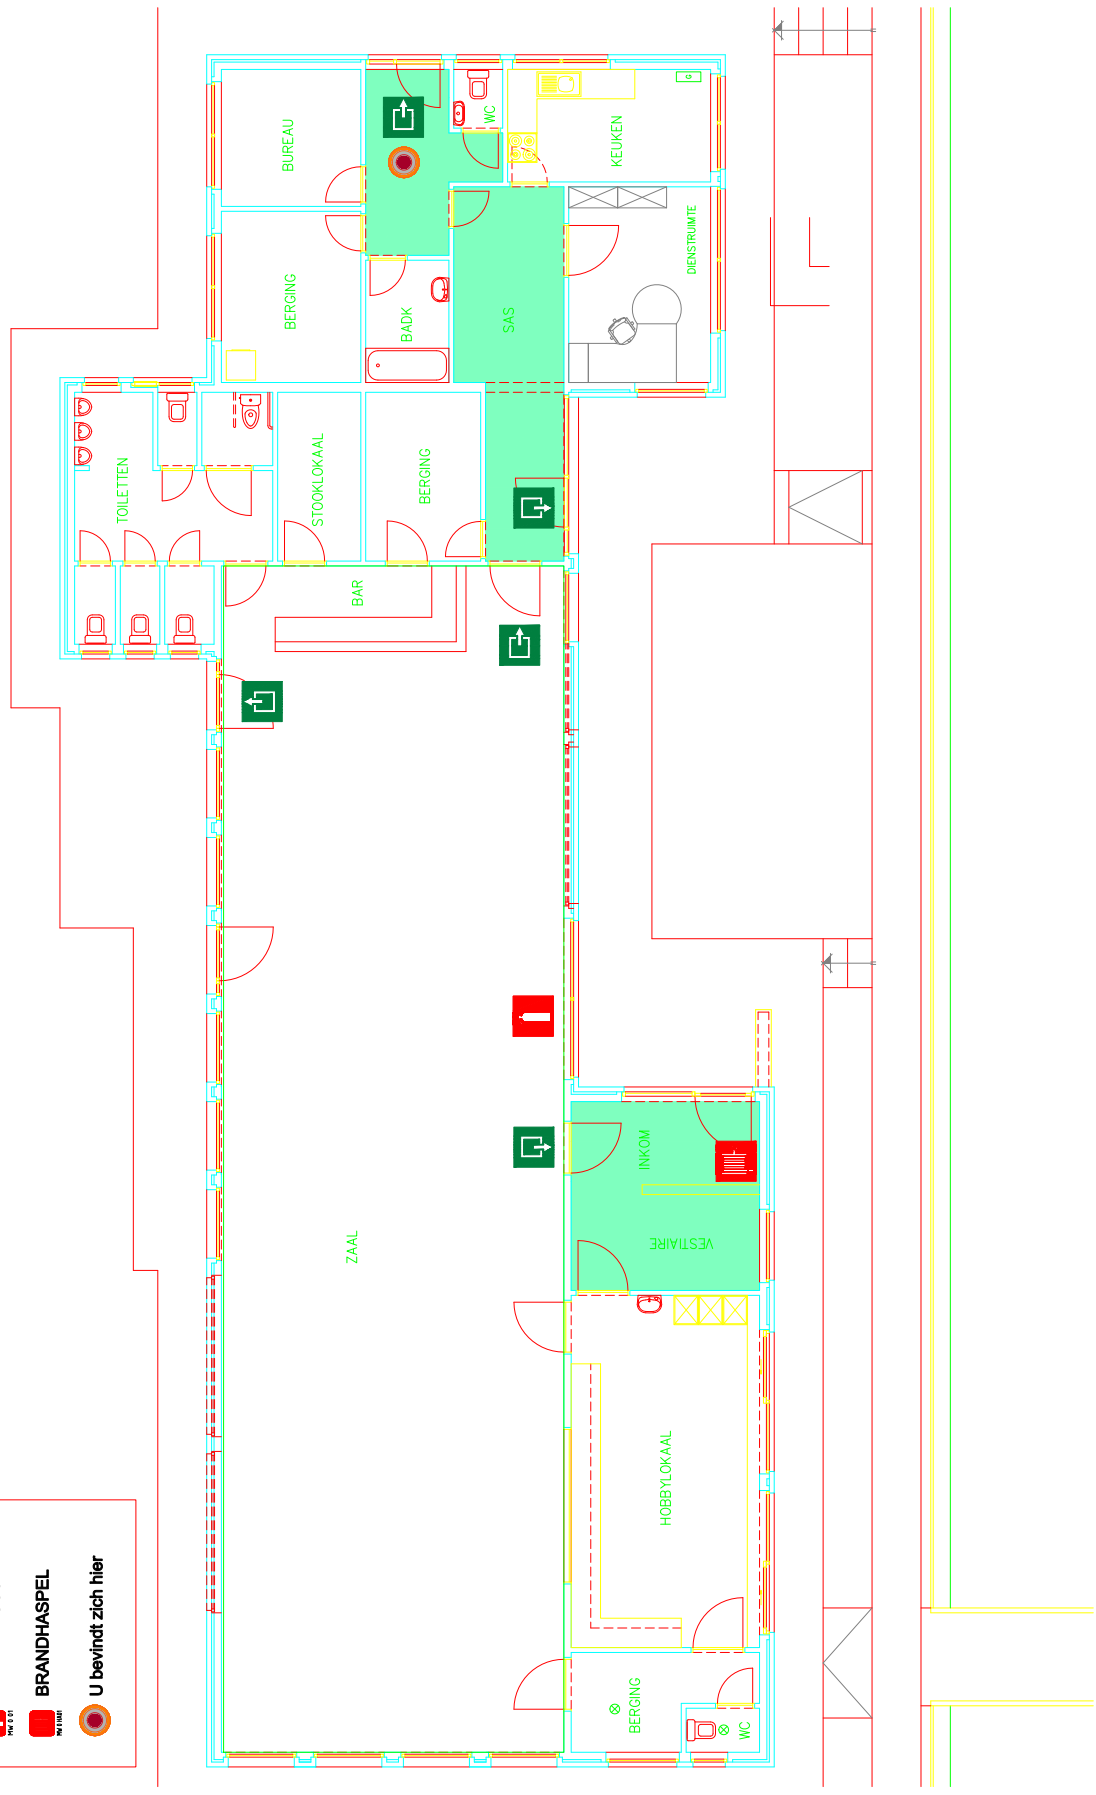 BUREAU
WC
KEUKEN
G
BERGING
BADK
SAS
DIENSTRUIMTE
TOILETTEN
STOOKLOKAAL
BERGING
BAR
ZAAL
INKOM
VESTIAIRE
HOBBYLOKAAL
BERGING
WC
BRANDHASPEL
U bevindt zich hier